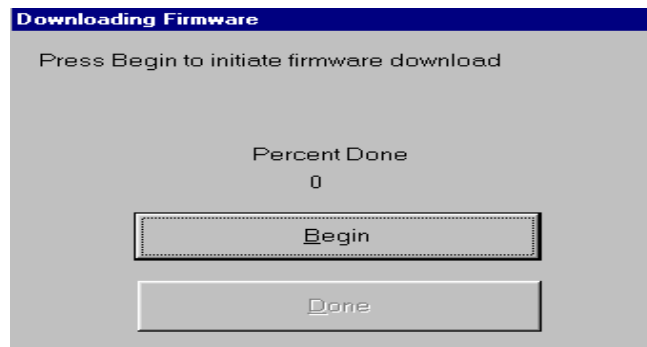 Downloading Firmware
Press Begin to initiate firmware download
Percent Done
0
Begin
Done